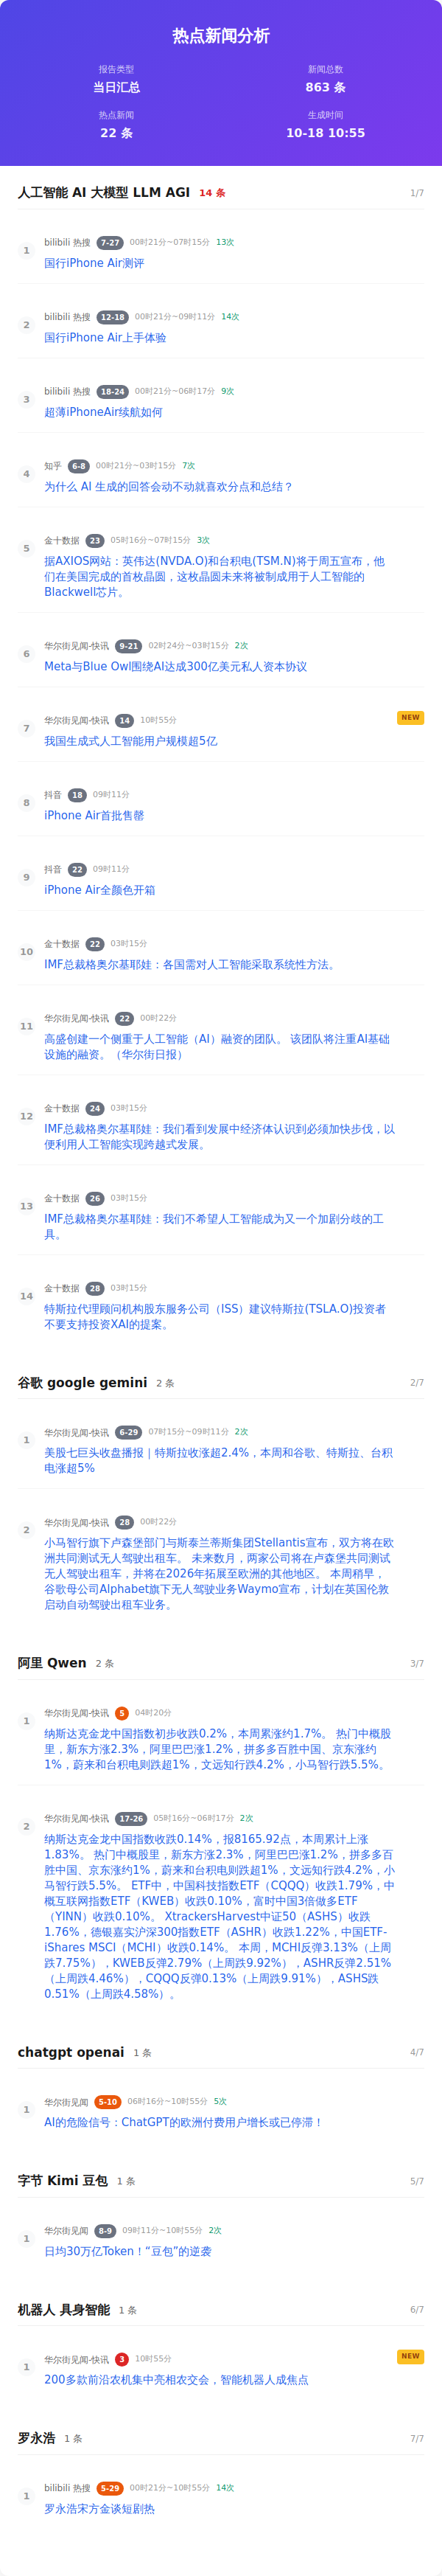 热点新闻分析
报告类型
当日汇总
新闻总数
863 条
热点新闻
22 条
生成时间
10-18 10:55
人工智能 AI 大模型 LLM AGI 14 条 1/7
1
bilibili 热搜 7-27 00时21分~07时15分 13次
国行iPhone Air测评
2
bilibili 热搜 12-18 00时21分~09时11分 14次
国行iPhone Air上手体验
3
bilibili 热搜 18-24 00时21分~06时17分 9次
超薄iPhoneAir续航如何
4
知乎 6-8 00时21分~03时15分 7次
为什么 AI 生成的回答会动不动就喜欢分点和总结？
5
金十数据 23 05时16分~07时15分 3次
据AXIOS网站：英伟达(NVDA.O)和台积电(TSM.N)将于周五宣布，他
们在美国完成的首枚晶圆，这枚晶圆未来将被制成用于人工智能的
Blackwell芯片。
6
华尔街见闻-快讯 9-21 02时24分~03时15分 2次
Meta与Blue Owl围绕AI达成300亿美元私人资本协议
7
华尔街见闻-快讯 14 10时55分 NEW
我国生成式人工智能用户规模超5亿
8
抖音 18 09时11分
iPhone Air首批售罄
9
抖音 22 09时11分
iPhone Air全颜色开箱
10
金十数据 22 03时15分
IMF总裁格奥尔基耶娃：各国需对人工智能采取系统性方法。
11
华尔街见闻-快讯 22 00时22分
高盛创建一个侧重于人工智能（AI）融资的团队。 该团队将注重AI基础
设施的融资。（华尔街日报）
12
金十数据 24 03时15分
IMF总裁格奥尔基耶娃：我们看到发展中经济体认识到必须加快步伐，以
便利用人工智能实现跨越式发展。
13
金十数据 26 03时15分
IMF总裁格奥尔基耶娃：我们不希望人工智能成为又一个加剧分歧的工
具。
14
金十数据 28 03时15分
特斯拉代理顾问机构股东服务公司（ISS）建议特斯拉(TSLA.O)投资者
不要支持投资XAI的提案。
谷歌 google gemini 2 条 2/7
1
华尔街见闻-快讯 6-29 07时15分~09时11分 2次
美股七巨头收盘播报｜特斯拉收涨超2.4%，本周和谷歌、特斯拉、台积
电涨超5%
2
华尔街见闻-快讯 28 00时22分
小马智行旗下卢森堡部门与斯泰兰蒂斯集团Stellantis宣布，双方将在欧
洲共同测试无人驾驶出租车。 未来数月，两家公司将在卢森堡共同测试
无人驾驶出租车，并将在2026年拓展至欧洲的其他地区。 本周稍早，
谷歌母公司Alphabet旗下无人驾驶业务Waymo宣布，计划在英国伦敦
启动自动驾驶出租车业务。
阿里 Qwen 2 条 3/7
1
华尔街见闻-快讯 5 04时20分
纳斯达克金龙中国指数初步收跌0.2%，本周累涨约1.7%。 热门中概股
里，新东方涨2.3%，阿里巴巴涨1.2%，拼多多百胜中国、京东涨约
1%，蔚来和台积电则跌超1%，文远知行跌4.2%，小马智行跌5.5%。
2
华尔街见闻-快讯 17-26 05时16分~06时17分 2次
纳斯达克金龙中国指数收跌0.14%，报8165.92点，本周累计上涨
1.83%。 热门中概股里，新东方涨2.3%，阿里巴巴涨1.2%，拼多多百
胜中国、京东涨约1%，蔚来和台积电则跌超1%，文远知行跌4.2%，小
马智行跌5.5%。 ETF中，中国科技指数ETF（CQQQ）收跌1.79%，中
概互联网指数ETF（KWEB）收跌0.10%，富时中国3倍做多ETF
（YINN）收跌0.10%。 XtrackersHarvest中证50（ASHS）收跌
1.76%，德银嘉实沪深300指数ETF（ASHR）收跌1.22%，中国ETF-
iShares MSCI（MCHI）收跌0.14%。 本周，MCHI反弹3.13%（上周
跌7.75%），KWEB反弹2.79%（上周跌9.92%），ASHR反弹2.51%
（上周跌4.46%），CQQQ反弹0.13%（上周跌9.91%），ASHS跌
0.51%（上周跌4.58%）。
chatgpt openai 1 条 4/7
1
华尔街见闻 5-10 06时16分~10时55分 5次
AI的危险信号：ChatGPT的欧洲付费用户增长或已停滞！
字节 Kimi 豆包 1 条 5/7
1
华尔街见闻 8-9 09时11分~10时55分 2次
日均30万亿Token！“豆包”的逆袭
机器人 具身智能 1 条 6/7
1
华尔街见闻-快讯 3 10时55分 NEW
200多款前沿农机集中亮相农交会，智能机器人成焦点
罗永浩 1 条 7/7
1
bilibili 热搜 5-29 00时21分~10时55分 14次
罗永浩宋方金谈短剧热